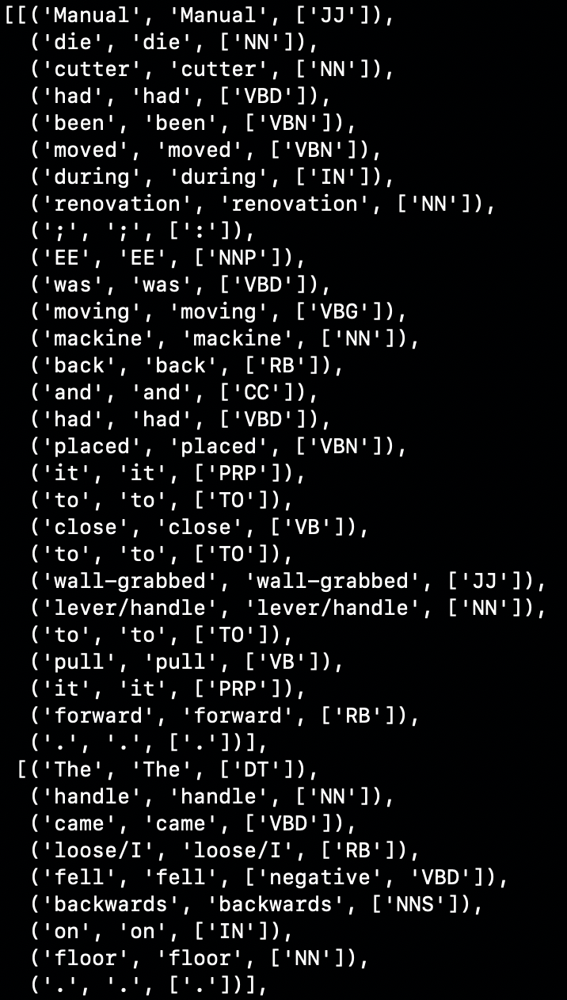 [[('Manual', 'Manual', ['JJ']),
  ('die', 'die', ['NN']),
  ('cutter', 'cutter', ['NN']),
  ('had', 'had', ['VBD']),
  ('been', 'been', ['VBN']),
  ('moved', 'moved', ['VBN']),
  ('during', 'during', ['IN']),
  ('renovation', 'renovation', ['NN']),
  (';', ';', [':']),
  ('EE', 'EE', ['NNP']),
  ('was', 'was', ['VBD']),
  ('moving', 'moving', ['VBG']),
  ('mackine', 'mackine', ['NN']),
  ('back', 'back', ['RB']),
  ('and', 'and', ['CC']),
  ('had', 'had', ['VBD']),
  ('placed', 'placed', ['VBN']),
  ('it', 'it', ['PRP']),
  ('to', 'to', ['TO']),
  ('close', 'close', ['VB']),
  ('to', 'to', ['TO']),
  ('wall-grabbed', 'wall-grabbed', ['JJ']),
  ('lever/handle', 'lever/handle', ['NN']),
  ('to', 'to', ['TO']),
  ('pull', 'pull', ['VB']),
  ('it', 'it', ['PRP']),
  ('forward', 'forward', ['RB']),
  ('.', '.', ['.'])],
 [('The', 'The', ['DT']),
  ('handle', 'handle', ['NN']),
  ('came', 'came', ['VBD']),
  ('loose/I', 'loose/I', ['RB']),
  ('fell', 'fell', ['negative', 'VBD']),
  ('backwards', 'backwards', ['NNS']),
  ('on', 'on', ['IN']),
  ('floor', 'floor', ['NN']),
  ('.', '.', ['.'])],